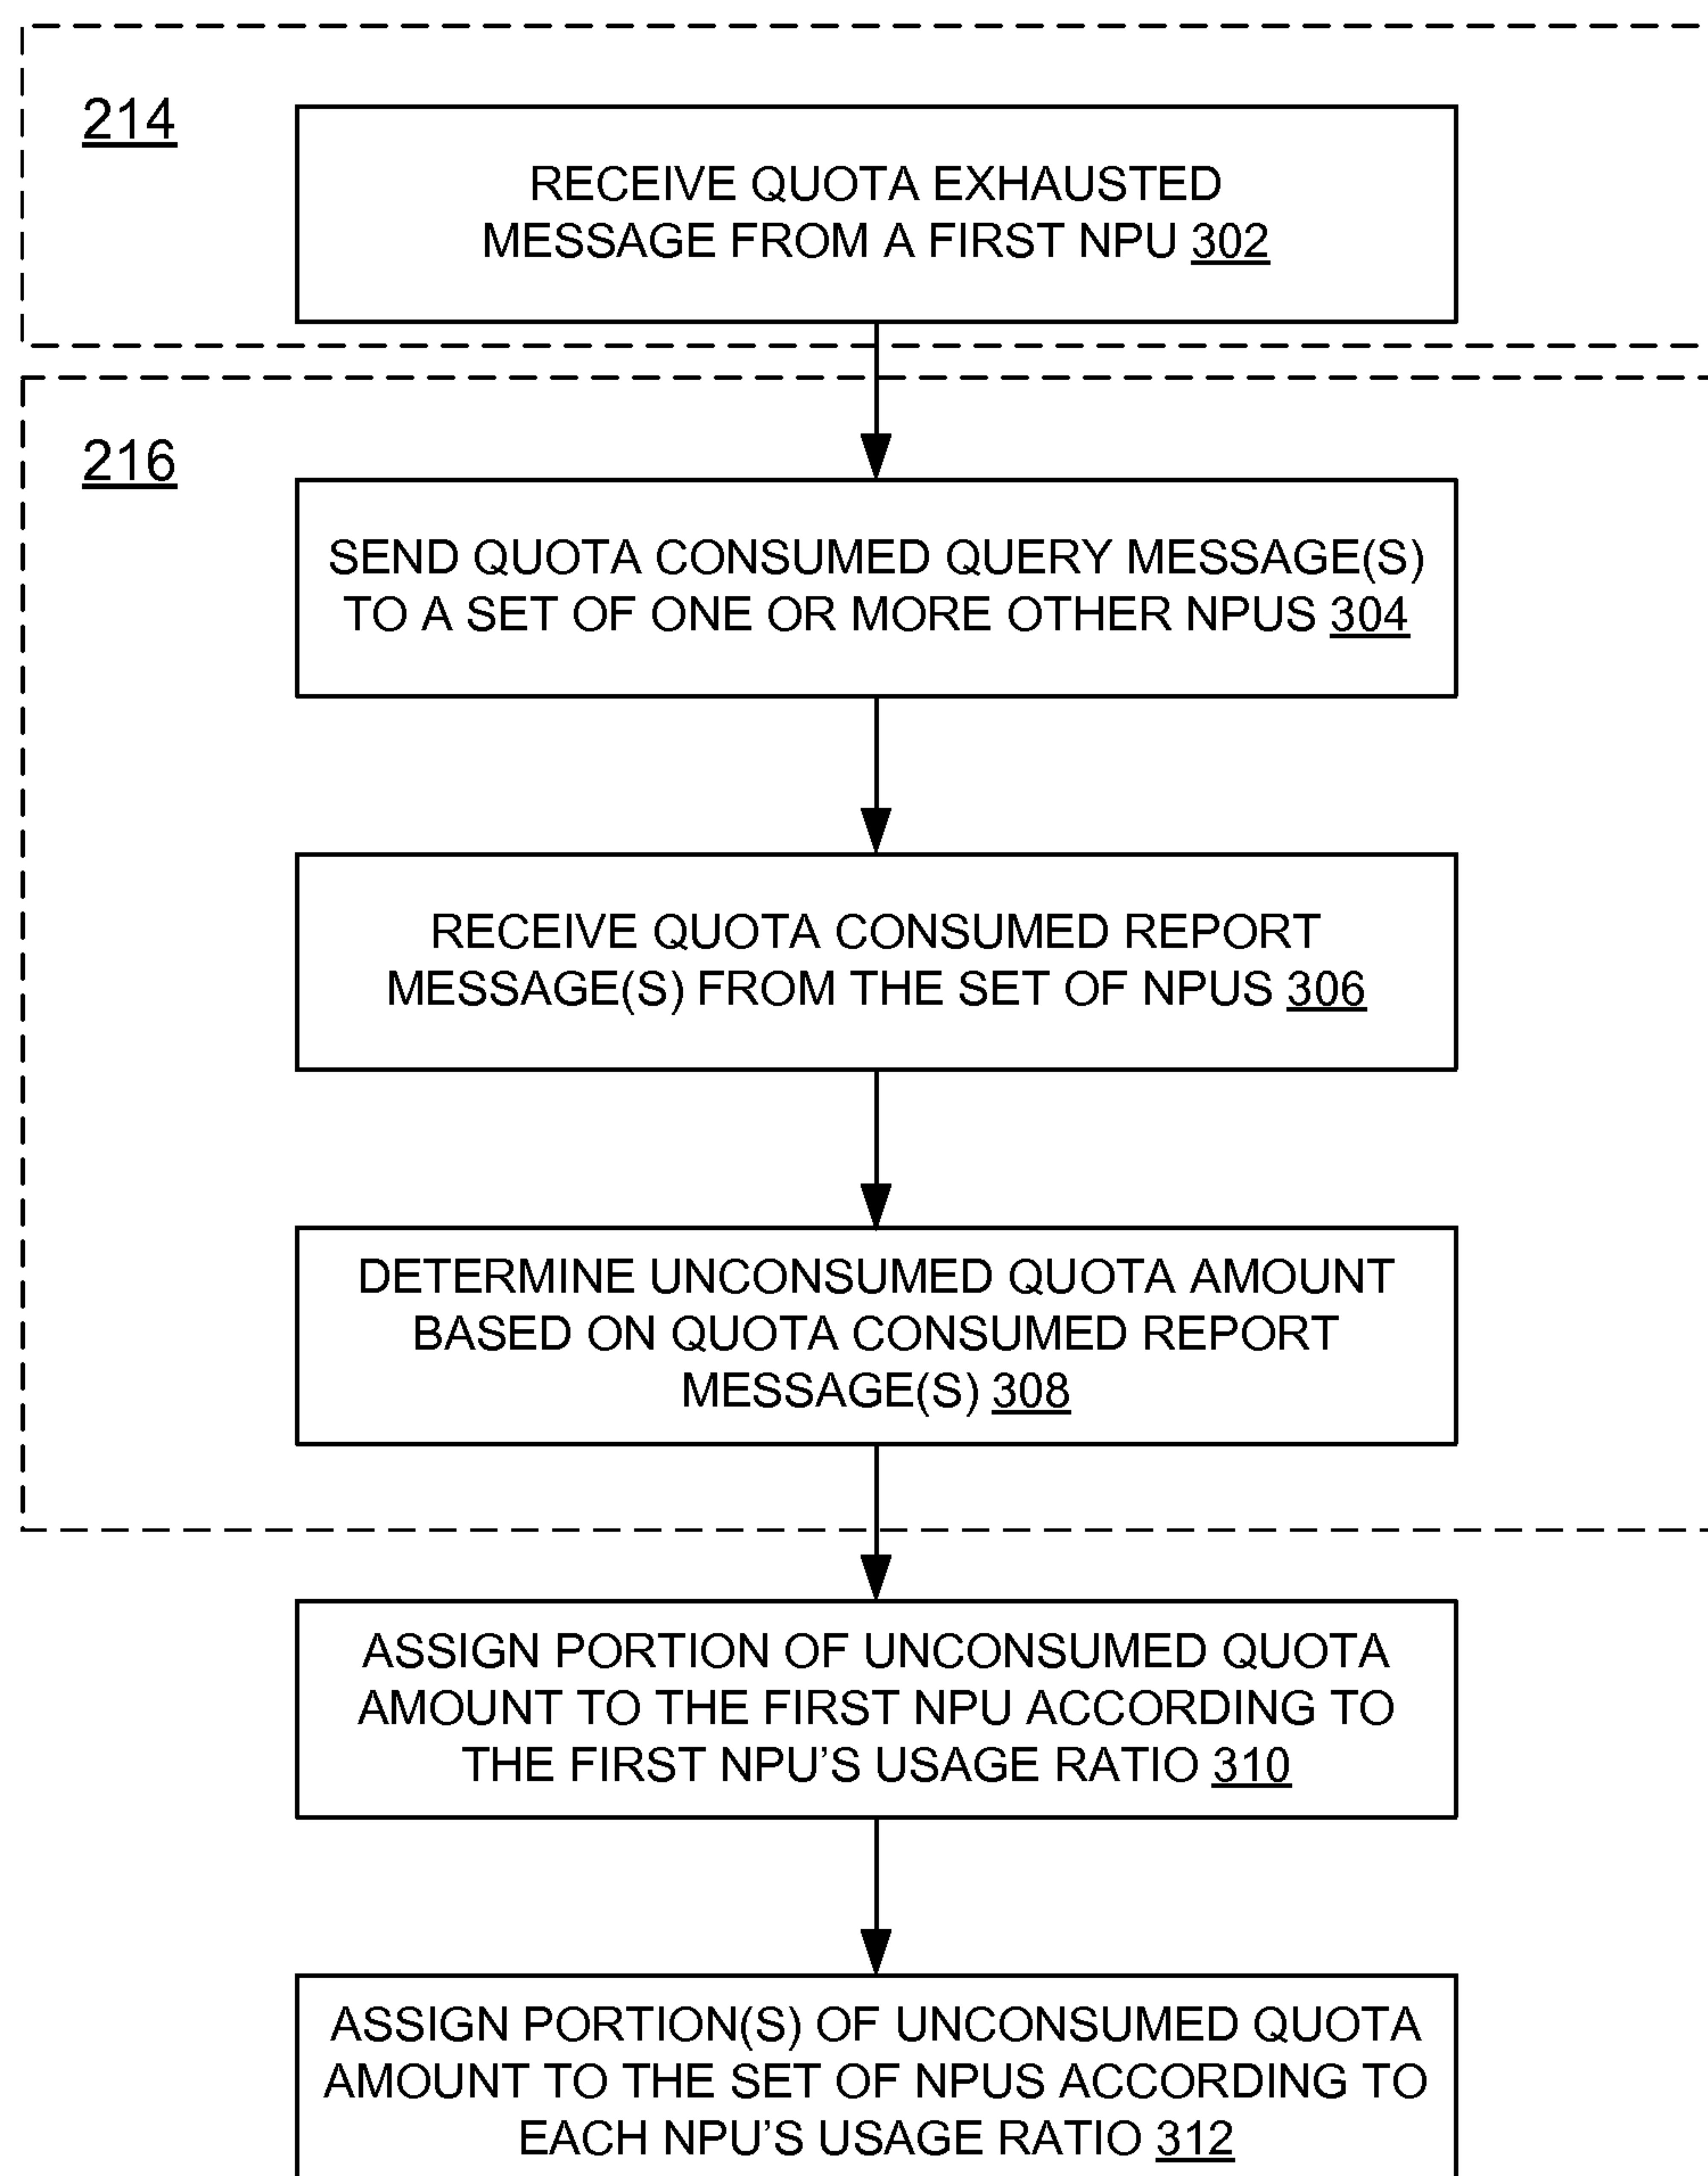 214
RECEIVE QUOTA EXHAUSTED
MESSAGE FROM A FIRST NPU 302
216
SEND QUOTA CONSUMED QUERY MESSAGE(S)
TO A SET OF ONE OR MORE OTHER NPUS 304
RECEIVE QUOTA CONSUMED REPORT
MESSAGE(S) FROM THE SET OF NPUS 306
DETERMINE UNCONSUMED QUOTA AMOUNT
BASED ON QUOTA CONSUMED REPORT
MESSAGE(S) 308
ASSIGN PORTION OF UNCONSUMED QUOTA
AMOUNT TO THE FIRST NPU ACCORDING TO
THE FIRST NPU'S USAGE RATIO 310
ASSIGN PORTION(S) OF UNCONSUMED QUOTA
AMOUNT TO THE SET OF NPUS ACCORDING TO
EACH NPU'S USAGE RATIO 312